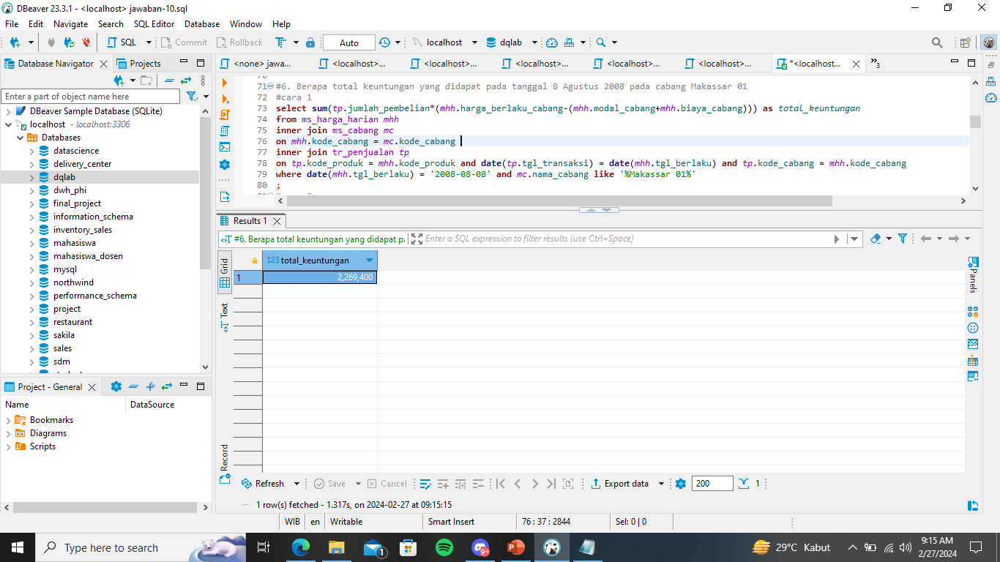 DBeaver 23.3.1 - <localhost> jawaban-10.sql
File Edit Navigate Search SQL Editor Database Window Help
SQL Commit Rollback Auto localhost dqlab
Database Navigator Projects
<none> jawa... <localhost>... <localhost>... <localhost>... <localhost>... <localhost>... *<localhost... »3
Enter a part of object name here
DBeaver Sample Database (SQLite)
localhost - localhost:3306
Databases
datascience
delivery_center
dqlab
dwh_phi
final_project
information_schema
inventory_sales
mahasiswa
mahasiswa_dosen
mysql
northwind
performance_schema
project
restaurant
sakila
sales
sdm
70
71 #6. Berapa total keuntungan yang didapat pada tanggal 8 Agustus 2008 pada cabang Makassar 01
72 #cara 1
73 select sum(tp.jumlah_pembelian*(mhh.harga_berlaku_cabang-(mhh.modal_cabang+mhh.biaya_cabang))) as total_keuntungan
74 from ms_harga_harian mhh
75 inner join ms_cabang mc
76 on mhh.kode_cabang = mc.kode_cabang
77 inner join tr_penjualan tp
78 on tp.kode_produk = mhh.kode_produk and date(tp.tgl_transaksi) = date(mhh.tgl_berlaku) and tp.kode_cabang = mhh.kode_cabang
79 where date(mhh.tgl_berlaku) = '2008-08-08' and mc.nama_cabang like '%Makassar 01%'
80 ;
Results 1
#6. Berapa total keuntungan yang didapat pa Enter a SQL expression to filter results (use Ctrl+Space)
Grid
Text
Record
123 total_keuntungan
1 2,269,400
Panels
Refresh Save Cancel Export data 200 1
1 row(s) fetched - 1.317s, on 2024-02-27 at 09:15:15
Project - General
Name DataSource
Bookmarks
Diagrams
Scripts
WIB en Writable Smart Insert 76 : 37 : 2844 Sel: 0 | 0
Type here to search
1
9+
29°C Kabut
9:15 AM
2/27/2024